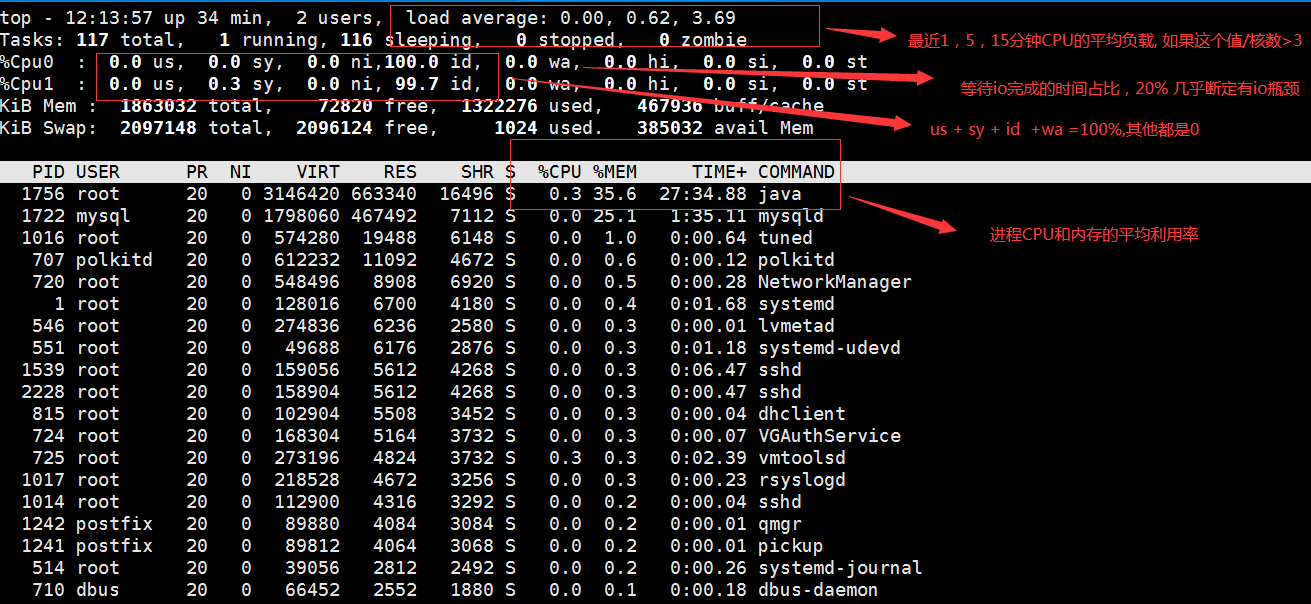 top - 12:13:57 up 34 min,  2 users,  load average: 0.00, 0.62, 3.69
Tasks: 117 total,   1 running, 116 sleeping,   0 stopped,   0 zombie
最近1，5，15分钟CPU的平均负载, 如果这个值/核数>3
%Cpu0  :  0.0 us,  0.0 sy,  0.0 ni,100.0 id,  0.0 wa,  0.0 hi,  0.0 si,  0.0 st
%Cpu1  :  0.0 us,  0.3 sy,  0.0 ni, 99.7 id,  0.0 wa,  0.0 hi,  0.0 si,  0.0 st
等待io完成的时间占比，20% 几乎断定有io瓶颈
KiB Mem :  1863032 total,    72820 free,  1322276 used,   467936 buff/cache
KiB Swap:  2097148 total,  2096124 free,     1024 used.   385032 avail Mem
us + sy + id  +wa =100%,其他都是0
PID USER      PR  NI    VIRT    RES    SHR S  %CPU %MEM     TIME+ COMMAND
1756 root      20   0 3146420 663340  16496 S   0.3 35.6  27:34.88 java
1722 mysql     20   0 1798060 467492   7112 S   0.0 25.1   1:35.11 mysqld
1016 root      20   0  574280  19488   6148 S   0.0  1.0   0:00.64 tuned
进程CPU和内存的平均利用率
707 polkitd   20   0  612232  11092   4672 S   0.0  0.6   0:00.12 polkitd
720 root      20   0  548496   8908   6920 S   0.0  0.5   0:00.28 NetworkManager
1 root      20   0  128016   6700   4180 S   0.0  0.4   0:01.68 systemd
546 root      20   0  274836   6236   2580 S   0.0  0.3   0:00.01 lvmetad
551 root      20   0   49688   6176   2876 S   0.0  0.3   0:01.18 systemd-udevd
1539 root      20   0  159056   5612   4268 S   0.0  0.3   0:06.47 sshd
2228 root      20   0  158904   5612   4268 S   0.0  0.3   0:00.47 sshd
815 root      20   0  102904   5508   3452 S   0.0  0.3   0:00.04 dhclient
724 root      20   0  168304   5164   3732 S   0.0  0.3   0:00.07 VGAuthService
725 root      20   0  273196   4824   3732 S   0.3  0.3   0:02.39 vmtoolsd
1017 root      20   0  218528   4672   3256 S   0.0  0.3   0:00.23 rsyslogd
1014 root      20   0  112900   4316   3292 S   0.0  0.2   0:00.04 sshd
1242 postfix   20   0   89880   4084   3084 S   0.0  0.2   0:00.01 qmgr
1241 postfix   20   0   89812   4064   3068 S   0.0  0.2   0:00.01 pickup
514 root      20   0   39056   2812   2492 S   0.0  0.2   0:00.26 systemd-journal
710 dbus      20   0   66452   2552   1880 S   0.0  0.1   0:00.18 dbus-daemon